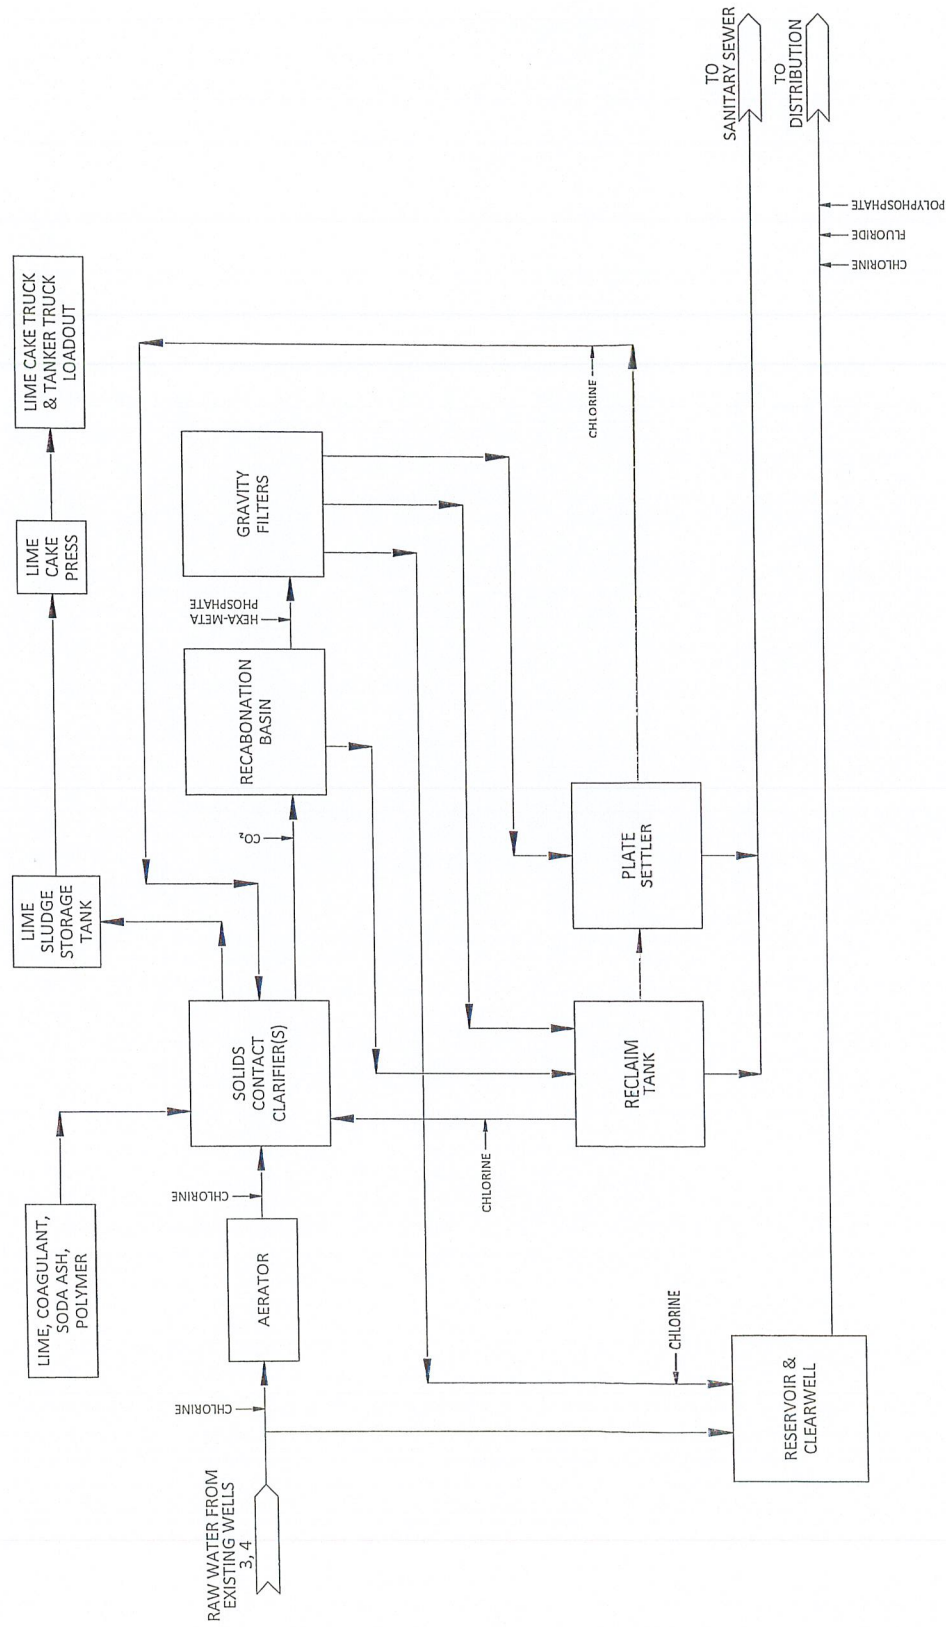 RAW WATER FROM
EXISTING WELLS
3, 4
CHLORINE
AERATOR
CHLORINE
LIME, COAGULANT,
SODA ASH,
POLYMER
SOLIDS
CONTACT
CLARIFIER(S)
LIME
SLUDGE
STORAGE
TANK
LIME
CAKE
PRESS
LIME CAKE TRUCK
& TANKER TRUCK
LOADOUT
CO₂
RECABONATION
BASIN
HEXA-META
PHOSPHATE
GRAVITY
FILTERS
CHLORINE
RECLAIM
TANK
PLATE
SETTLER
CHLORINE
CHLORINE
RESERVOIR &
CLEARWELL
CHLORINE
FLUORIDE
POLYPHOSPHATE
TO
SANITARY SEWER
TO
DISTRIBUTION